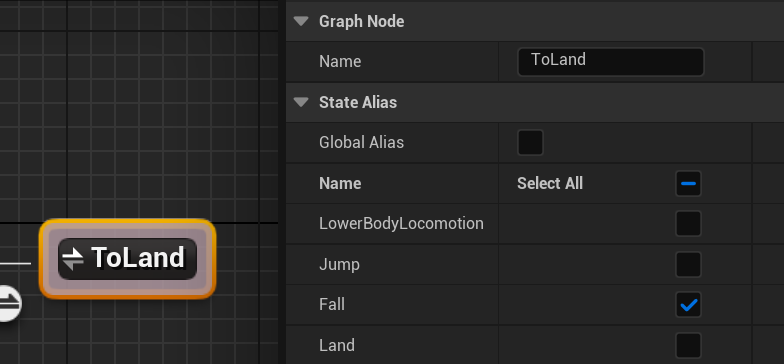 Graph Node
Name ToLand
State Alias
Global Alias
Name Select All
LowerBodyLocomotion
ToLand
Jump
Fall
Land